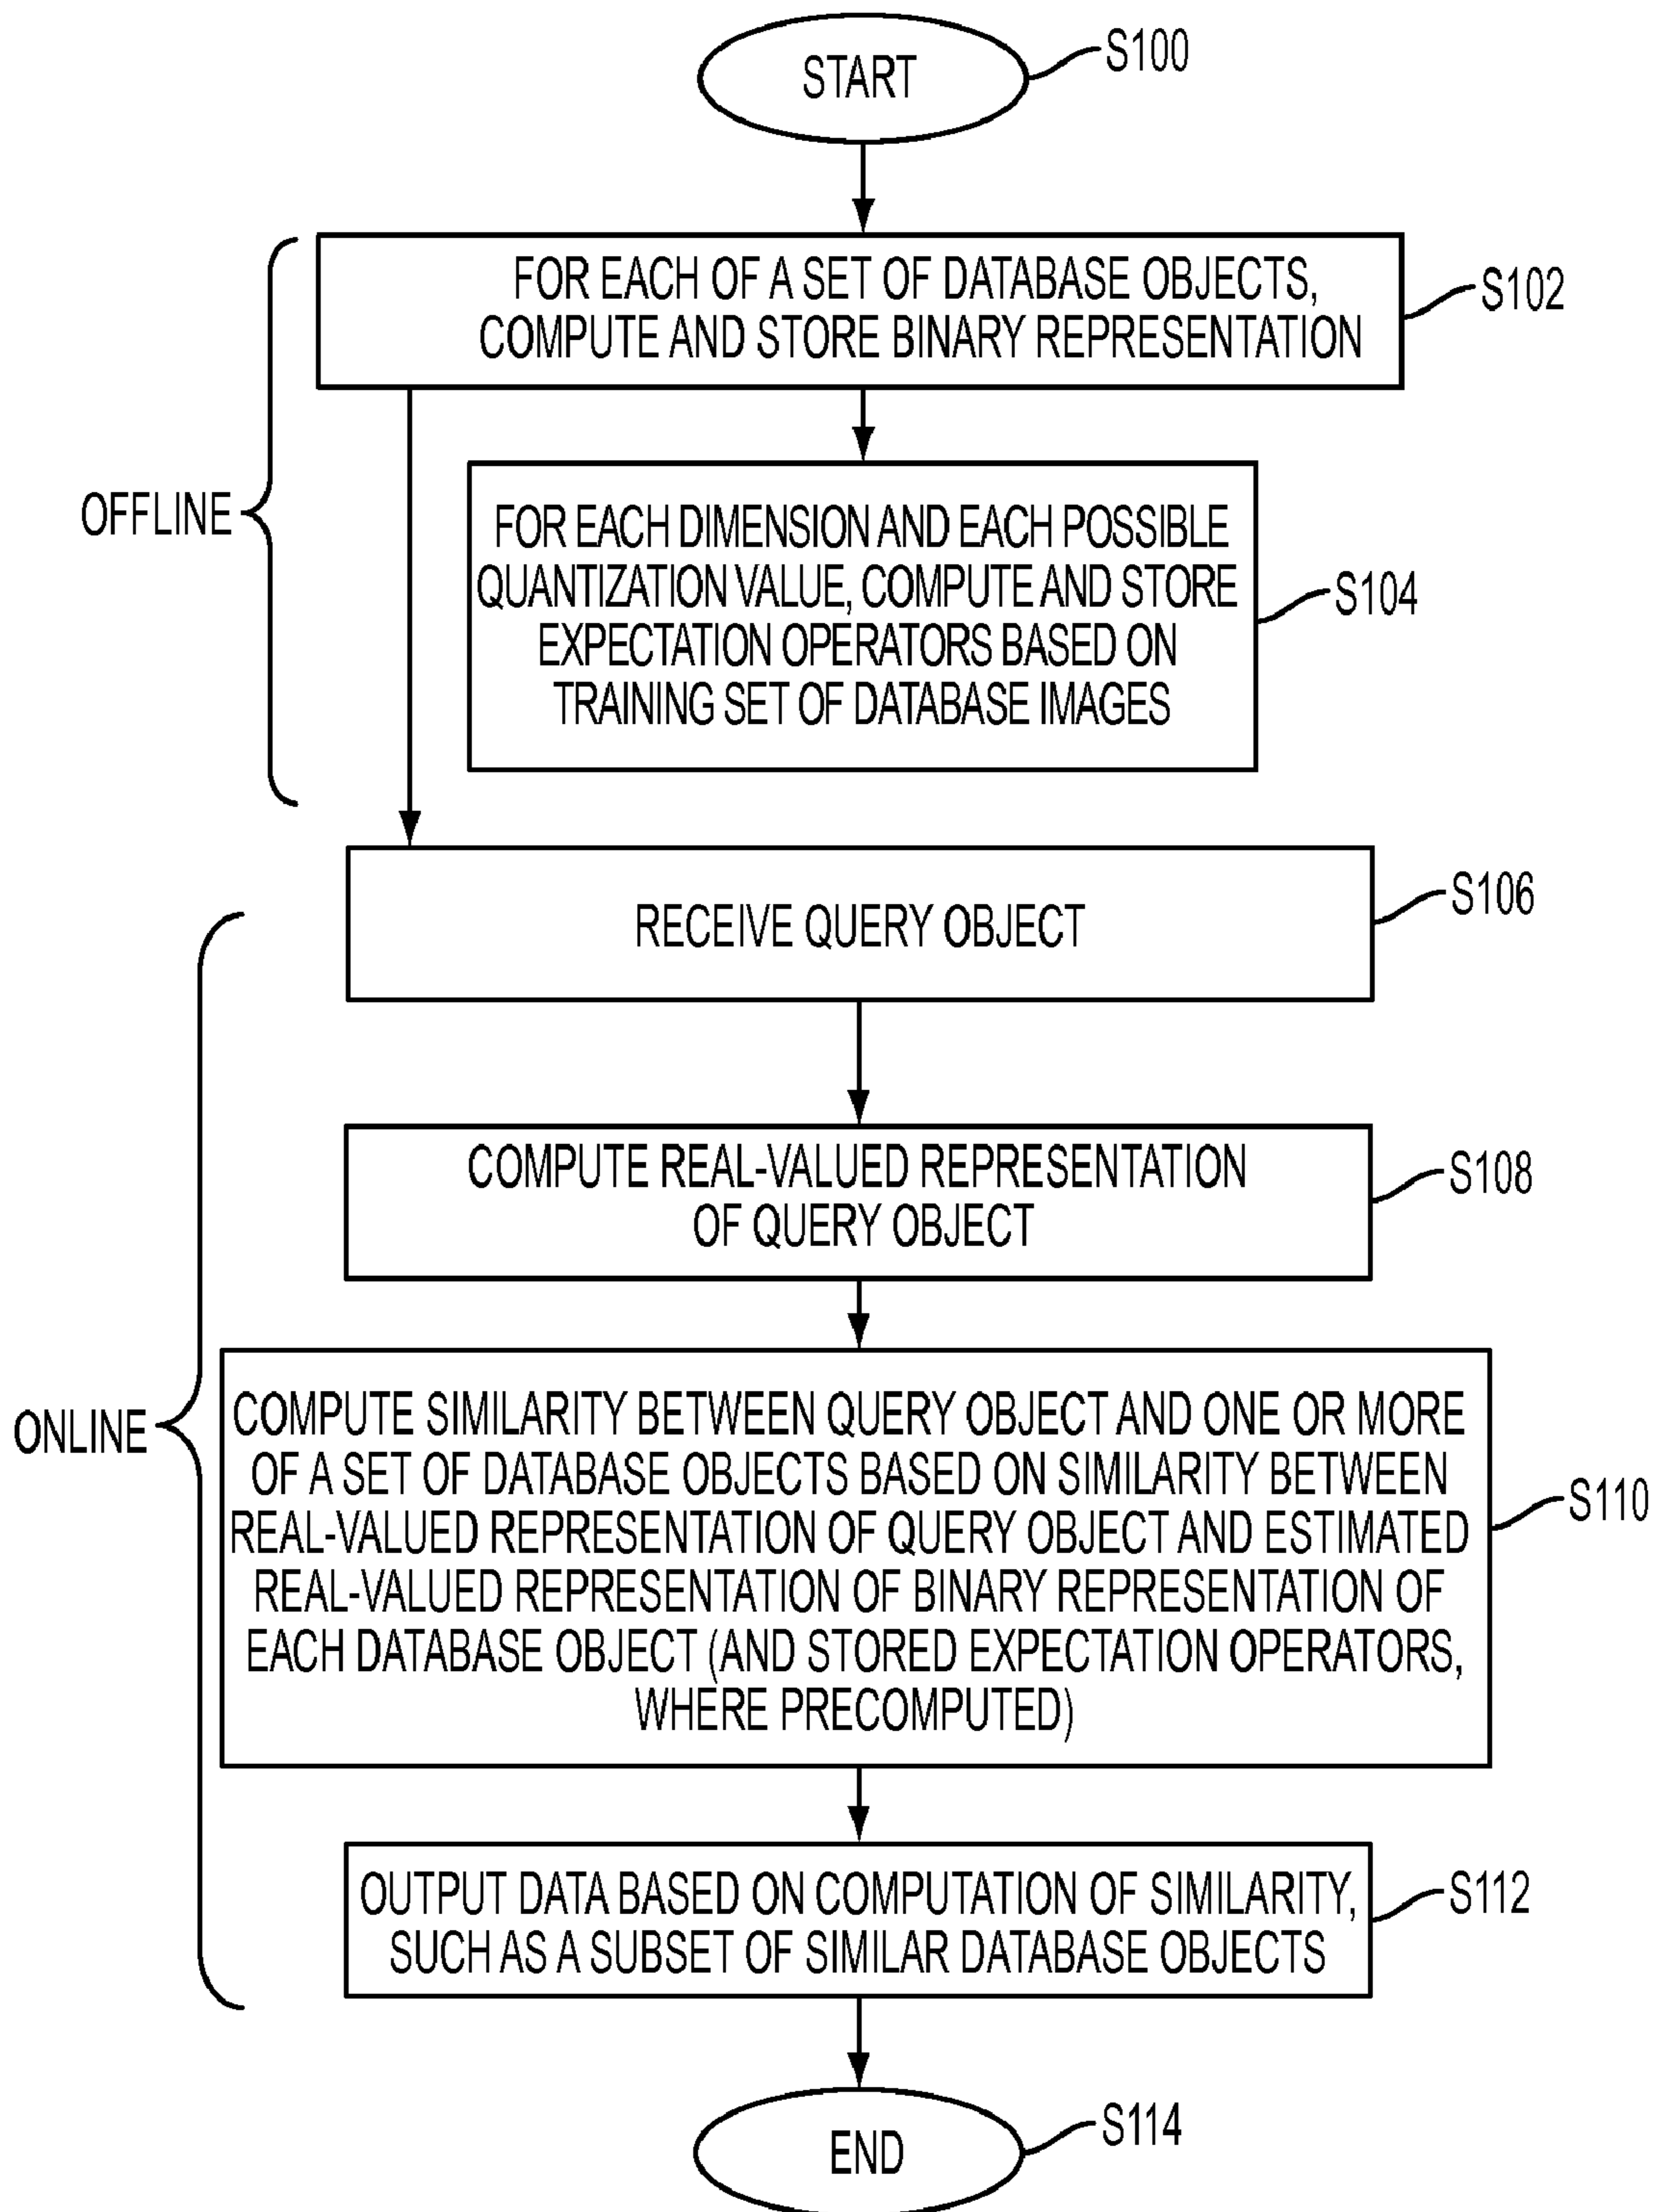 START
S100
FOR EACH OF A SET OF DATABASE OBJECTS,
COMPUTE AND STORE BINARY REPRESENTATION
S102
OFFLINE
FOR EACH DIMENSION AND EACH POSSIBLE
QUANTIZATION VALUE, COMPUTE AND STORE
EXPECTATION OPERATORS BASED ON
TRAINING SET OF DATABASE IMAGES
S104
RECEIVE QUERY OBJECT
S106
COMPUTE REAL-VALUED REPRESENTATION
OF QUERY OBJECT
S108
ONLINE
COMPUTE SIMILARITY BETWEEN QUERY OBJECT AND ONE OR MORE
OF A SET OF DATABASE OBJECTS BASED ON SIMILARITY BETWEEN
REAL-VALUED REPRESENTATION OF QUERY OBJECT AND ESTIMATED
REAL-VALUED REPRESENTATION OF BINARY REPRESENTATION OF
EACH DATABASE OBJECT (AND STORED EXPECTATION OPERATORS,
WHERE PRECOMPUTED)
S110
OUTPUT DATA BASED ON COMPUTATION OF SIMILARITY,
SUCH AS A SUBSET OF SIMILAR DATABASE OBJECTS
S112
END
S114